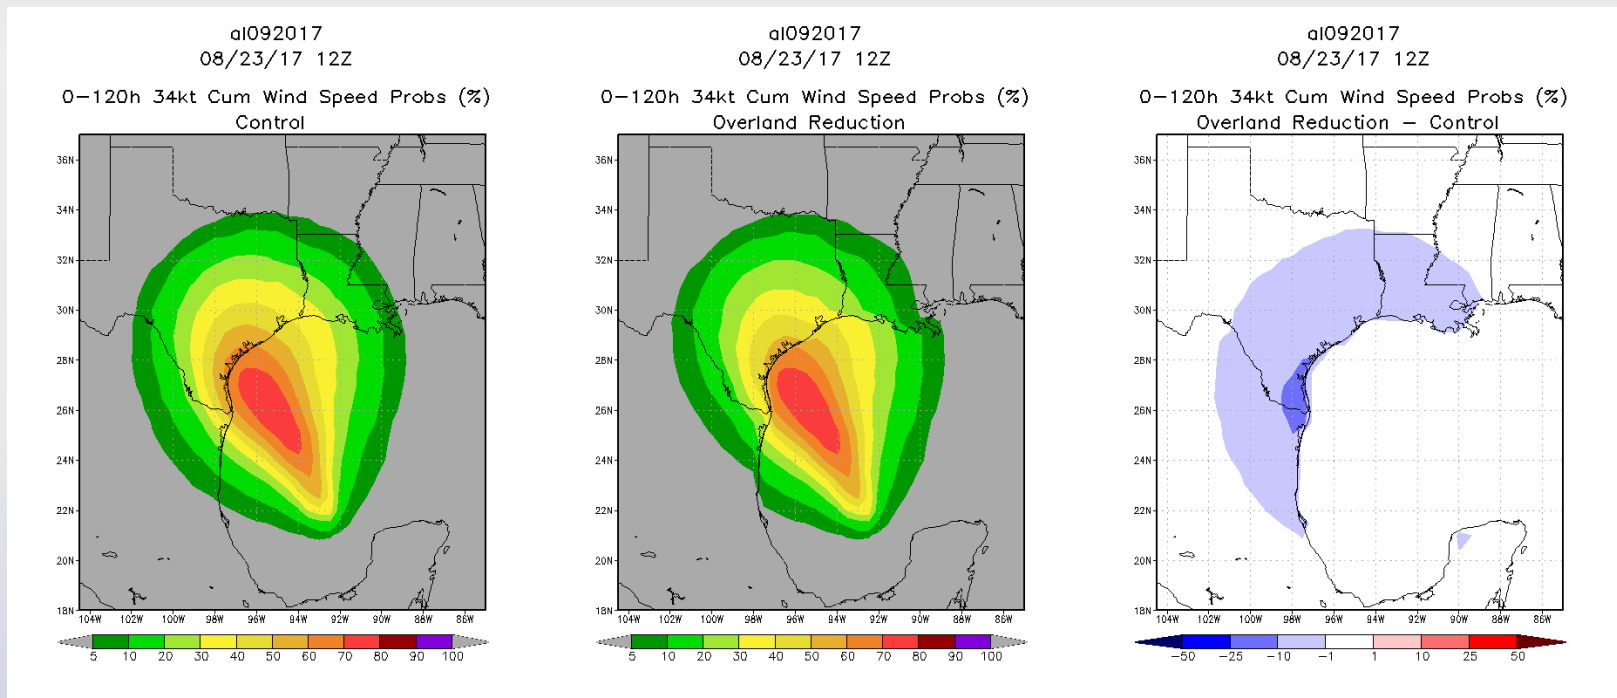 al092017
08/23/17 12Z
0-120h 34kt Cum Wind Speed Probs (%)
Control
36N
34N
32N
30N
28N
26N
24N
22N
20N
18N
104W 102W 100W 98W 96W 94W 92W 90W 88W 86W
5 10 20 30 40 50 60 70 80 90 100
al092017
08/23/17 12Z
0-120h 34kt Cum Wind Speed Probs (%)
Overland Reduction
36N
34N
32N
30N
28N
26N
24N
22N
20N
18N
104W 102W 100W 98W 96W 94W 92W 90W 88W 86W
5 10 20 30 40 50 60 70 80 90 100
al092017
08/23/17 12Z
0-120h 34kt Cum Wind Speed Probs (%)
Overland Reduction - Control
36N
34N
32N
30N
28N
26N
24N
22N
20N
18N
104W 102W 100W 98W 96W 94W 92W 90W 88W 86W
-50 -25 -10 -1 1 10 25 50